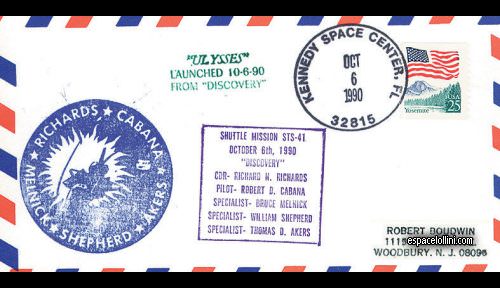 "ULYSSES"
LAUNCHED 10-6-90
FROM "DISCOVERY"
KENNEDY SPACE CENTER, FL
OCT
6
1990
32815
Yosemite
USA
25
RICHARDS ★ CABANA
MELNICK ★ SHEPHERD ★ AKERS
SHUTTLE MISSION STS-41
OCTOBER 6th, 1990
"DISCOVERY"
CDR- RICHARD N. RICHARDS
PILOT- ROBERT D. CABANA
SPECIALIST- BRUCE MELNICK
SPECIALIST- WILLIAM SHEPHERD
SPECIALIST- THOMAS D. AKERS
ROBERT BOUDWIN
1115
espacelollini.com
WOODBURY, N. J. 08096